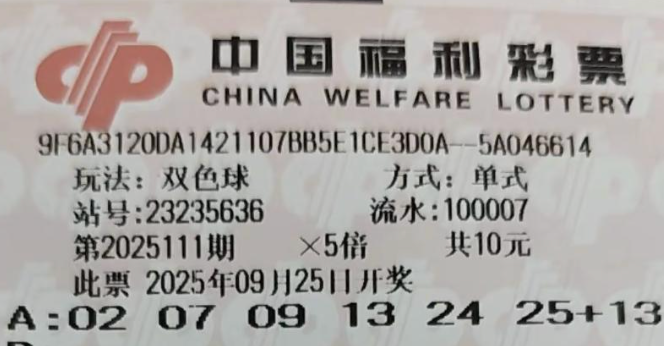 中国福利彩票
CHINA WELFARE LOTTERY
9F6A3120DA1421107BB5E1CE3D0A--5A046614
玩法：双色球 方式：单式
站号:23235636 流水:100007
第2025111期 ×5倍 共10元
此票 2025年09月25日开奖
A:02 07 09 13 24 25+13